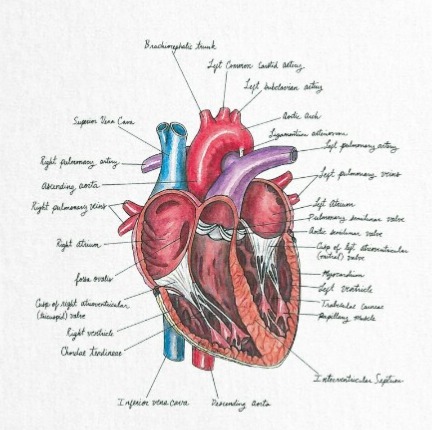 Brachiocephalic trunk
Left Common carotid artery
Left subclavian artery
Superior Vena Cava
Aortic arch
Ligamentum arteriosum
Left pulmonary artery
Right pulmonary artery
Left pulmonary veins
Ascending aorta
Right pulmonary veins
Left atrium
Pulmonary semilunar valve
Aortic semilunar valve
Right atrium
Cusp of left atrioventricular
(mitral) valve
fossa ovalis
Myocardium
Left ventricle
Cusp of right atrioventricular
(tricuspid) valve
Trabeculae carneae
Papillary muscle
Right ventricle
Chordae tendineae
Interventricular Septum
Inferior vena cava
Descending aorta